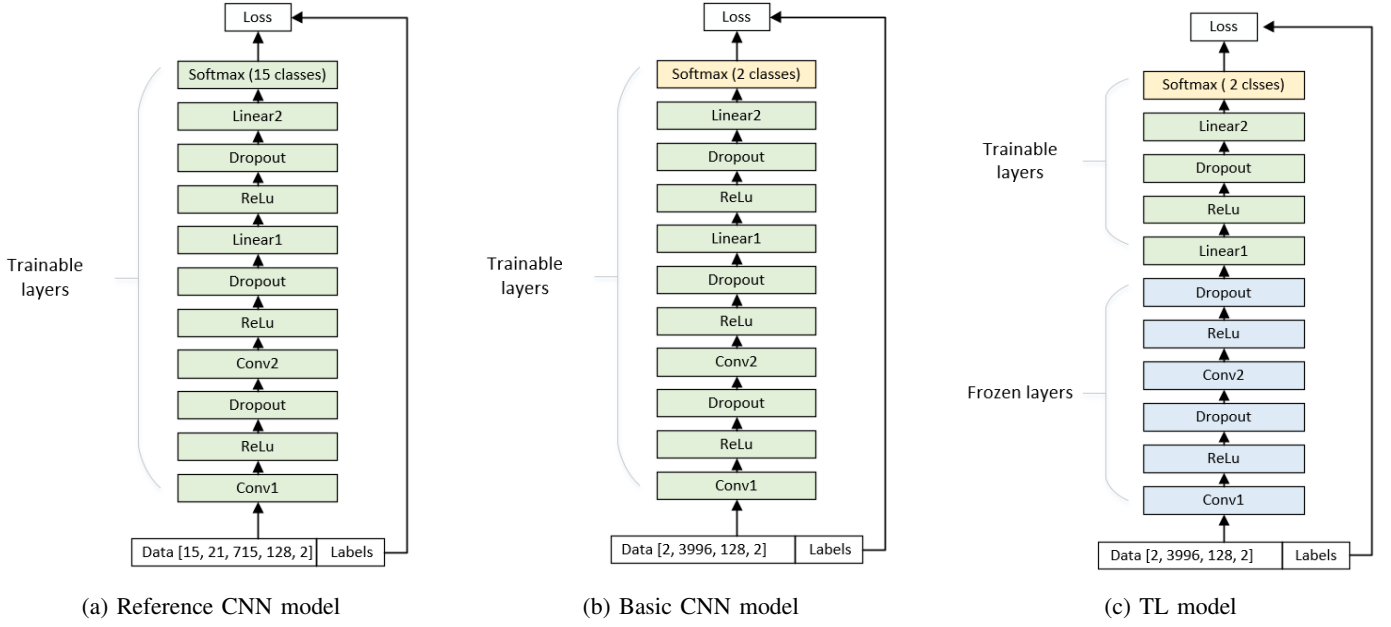 Loss
Softmax (15 classes)
Linear2
Dropout
ReLu
Linear1
Dropout
ReLu
Conv2
Dropout
ReLu
Conv1
Trainable
layers
Data [15, 21, 715, 128, 2]
Labels
(a) Reference CNN model
Loss
Softmax (2 classes)
Linear2
Dropout
ReLu
Linear1
Dropout
ReLu
Conv2
Dropout
ReLu
Conv1
Trainable
layers
Data [2, 3996, 128, 2]
Labels
(b) Basic CNN model
Loss
Softmax ( 2 clsses)
Linear2
Dropout
ReLu
Linear1
Trainable
layers
Dropout
ReLu
Conv2
Dropout
ReLu
Conv1
Frozen layers
Data [2, 3996, 128, 2]
Labels
(c) TL model